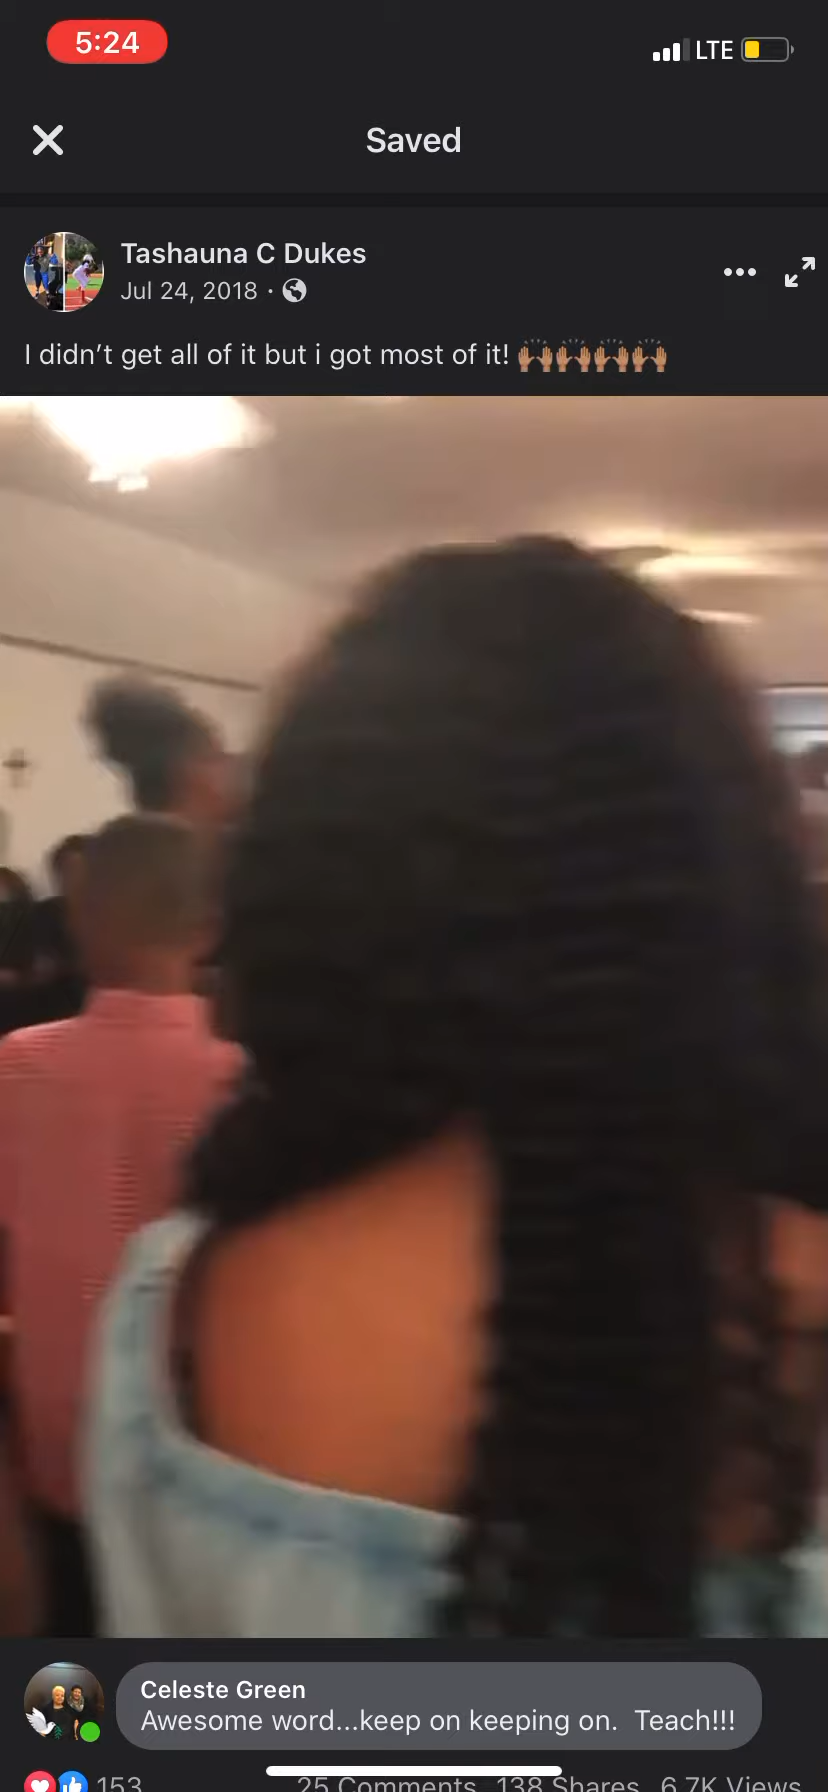 5:24
LTE
Saved
Tashauna C Dukes
Jul 24, 2018 ·
I didn't get all of it but i got most of it! 🙌🏽🙌🏽🙌🏽🙌🏽
Celeste Green
Awesome word...keep on keeping on.  Teach!!!
153 25 Comments 138 Shares 6.7K Views